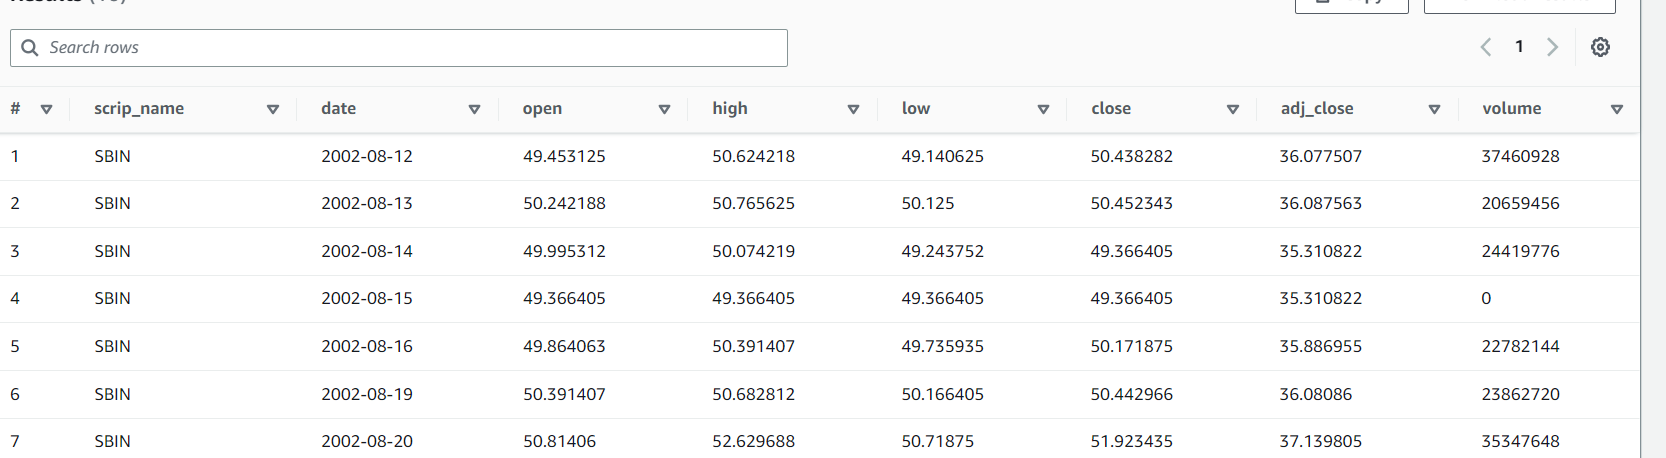 Search rows
1
# scrip_name date open high low close adj_close volume
1 SBIN 2002-08-12 49.453125 50.624218 49.140625 50.438282 36.077507 37460928
2 SBIN 2002-08-13 50.242188 50.765625 50.125 50.452343 36.087563 20659456
3 SBIN 2002-08-14 49.995312 50.074219 49.243752 49.366405 35.310822 24419776
4 SBIN 2002-08-15 49.366405 49.366405 49.366405 49.366405 35.310822 0
5 SBIN 2002-08-16 49.864063 50.391407 49.735935 50.171875 35.886955 22782144
6 SBIN 2002-08-19 50.391407 50.682812 50.166405 50.442966 36.08086 23862720
7 SBIN 2002-08-20 50.81406 52.629688 50.71875 51.923435 37.139805 35347648